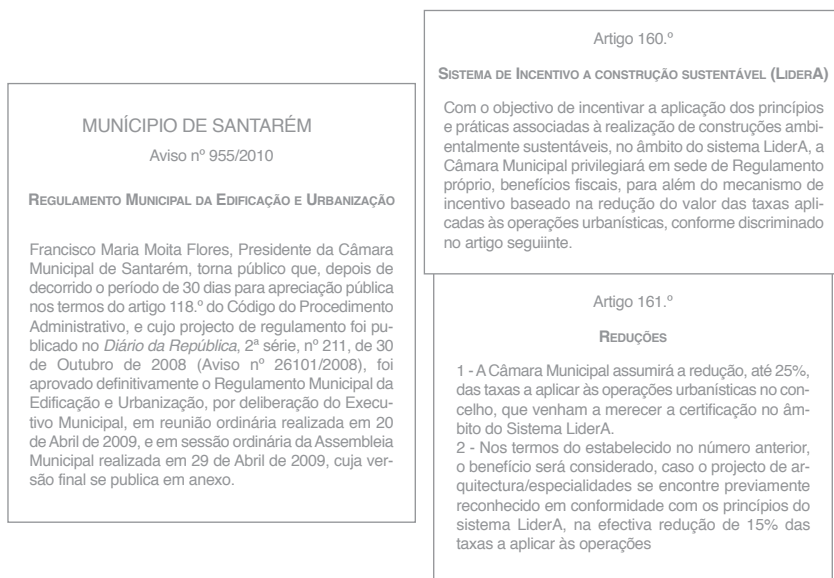 MUNÍCIPIO DE SANTARÉM
Aviso nº 955/2010
Regulamento Municipal da Edificação e Urbanização
Francisco Maria Moita Flores, Presidente da Câmara
Municipal de Santarém, torna público que, depois de
decorrido o período de 30 dias para apreciação pública
nos termos do artigo 118.º do Código do Procedimento
Administrativo, e cujo projecto de regulamento foi pu-
blicado no Diário da República, 2ª série, nº 211, de 30
de Outubro de 2008 (Aviso nº 26101/2008), foi
aprovado definitivamente o Regulamento Municipal da
Edificação e Urbanização, por deliberação do Execu-
tivo Municipal, em reunião ordinária realizada em 20
de Abril de 2009, e em sessão ordinária da Assembleia
Municipal realizada em 29 de Abril de 2009, cuja ver-
são final se publica em anexo.
Artigo 160.º
Sistema de Incentivo a construção sustentável (LiderA)
Com o objectivo de incentivar a aplicação dos princípios
e práticas associadas à realização de construções ambi-
entalmente sustentáveis, no âmbito do sistema LiderA, a
Câmara Municipal privilegiará em sede de Regulamento
próprio, benefícios fiscais, para além do mecanismo de
incentivo baseado na redução do valor das taxas apli-
cadas às operações urbanísticas, conforme discriminado
no artigo seguiinte.
Artigo 161.º
Reduções
1 - A Câmara Municipal assumirá a redução, até 25%,
das taxas a aplicar às operações urbanísticas no con-
celho, que venham a merecer a certificação no âm-
bito do Sistema LiderA.
2 - Nos termos do estabelecido no número anterior,
o benefício será considerado, caso o projecto de ar-
quitectura/especialidades se encontre previamente
reconhecido em conformidade com os princípios do
sistema LiderA, na efectiva redução de 15% das
taxas a aplicar às operações